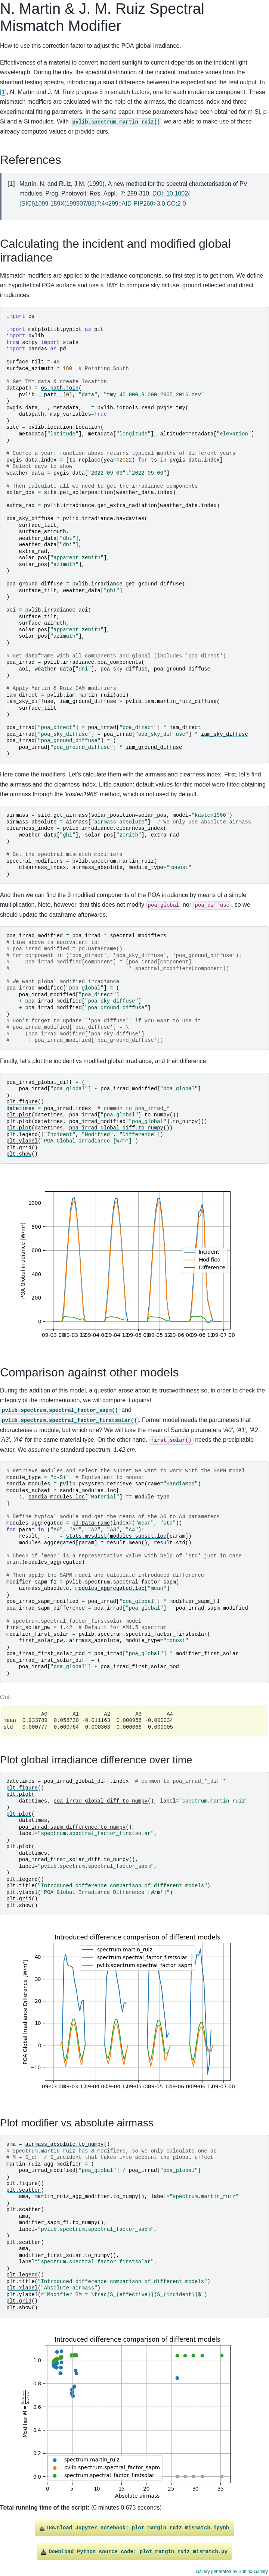 N. Martin & J. M. Ruiz Spectral
Mismatch Modifier
How to use this correction factor to adjust the POA global irradiance.
Effectiveness of a material to convert incident sunlight to current depends on the incident light
wavelength. During the day, the spectral distribution of the incident irradiance varies from the
standard testing spectra, introducing a small difference between the expected and the real output. In
[1], N. Martín and J. M. Ruiz propose 3 mismatch factors, one for each irradiance component. These
mismatch modifiers are calculated with the help of the airmass, the clearness index and three
experimental fitting parameters. In the same paper, these parameters have been obtained for m-Si, p-
Si and a-Si modules. With pvlib.spectrum.martin_ruiz() we are able to make use of these
already computed values or provide ours.
References
[1] Martín, N. and Ruiz, J.M. (1999), A new method for the spectral characterisation of PV
modules. Prog. Photovolt: Res. Appl., 7: 299-310. DOI: 10.1002/
(SICI)1099-159X(199907/08)7:4<299::AID-PIP260>3.0.CO;2-0
Calculating the incident and modified global
irradiance
Mismatch modifiers are applied to the irradiance components, so first step is to get them. We define
an hypothetical POA surface and use a TMY to compute sky diffuse, ground reflected and direct
irradiances.
import os
import matplotlib.pyplot as plt
import pvlib
from scipy import stats
import pandas as pd
surface_tilt = 40
surface_azimuth = 180  # Pointing South
# Get TMY data & create location
datapath = os.path.join(
pvlib.__path__[0], "data", "tmy_45.000_8.000_2005_2016.csv"
)
pvgis_data, _, metadata, _ = pvlib.iotools.read_pvgis_tmy(
datapath, map_variables=True
)
site = pvlib.location.Location(
metadata["latitude"], metadata["longitude"], altitude=metadata["elevation"]
)
# Coerce a year: function above returns typical months of different years
pvgis_data.index = [ts.replace(year=2022) for ts in pvgis_data.index]
# Select days to show
weather_data = pvgis_data["2022-09-03":"2022-09-06"]
# Then calculate all we need to get the irradiance components
solar_pos = site.get_solarposition(weather_data.index)
extra_rad = pvlib.irradiance.get_extra_radiation(weather_data.index)
poa_sky_diffuse = pvlib.irradiance.haydavies(
surface_tilt,
surface_azimuth,
weather_data["dhi"],
weather_data["dni"],
extra_rad,
solar_pos["apparent_zenith"],
solar_pos["azimuth"],
)
poa_ground_diffuse = pvlib.irradiance.get_ground_diffuse(
surface_tilt, weather_data["ghi"]
)
aoi = pvlib.irradiance.aoi(
surface_tilt,
surface_azimuth,
solar_pos["apparent_zenith"],
solar_pos["azimuth"],
)
# Get dataframe with all components and global (includes 'poa_direct')
poa_irrad = pvlib.irradiance.poa_components(
aoi, weather_data["dni"], poa_sky_diffuse, poa_ground_diffuse
)
# Apply Martin & Ruiz IAM modifiers
iam_direct = pvlib.iam.martin_ruiz(aoi)
iam_sky_diffuse, iam_ground_diffuse = pvlib.iam.martin_ruiz_diffuse(
surface_tilt
)
poa_irrad["poa_direct"] = poa_irrad["poa_direct"] * iam_direct
poa_irrad["poa_sky_diffuse"] = poa_irrad["poa_sky_diffuse"] * iam_sky_diffuse
poa_irrad["poa_ground_diffuse"] = (
poa_irrad["poa_ground_diffuse"] * iam_ground_diffuse
)
Here come the modifiers. Let's calculate them with the airmass and clearness index. First, let's find
the airmass and the clearness index. Little caution: default values for this model were fitted obtaining
the airmass through the 'kasten1966' method, which is not used by default.
airmass = site.get_airmass(solar_position=solar_pos, model="kasten1966")
airmass_absolute = airmass["airmass_absolute"]  # We only use absolute airmass
clearness_index = pvlib.irradiance.clearness_index(
weather_data["ghi"], solar_pos["zenith"], extra_rad
)
# Get the spectral mismatch modifiers
spectral_modifiers = pvlib.spectrum.martin_ruiz(
clearness_index, airmass_absolute, module_type="monosi"
)
And then we can find the 3 modified components of the POA irradiance by means of a simple
multiplication. Note, however, that this does not modify poa_global nor poa_diffuse, so we
should update the dataframe afterwards.
poa_irrad_modified = poa_irrad * spectral_modifiers
# Line above is equivalent to:
# poa_irrad_modified = pd.DataFrame()
# for component in ('poa_direct', 'poa_sky_diffuse', 'poa_ground_diffuse'):
#     poa_irrad_modified[component] = (poa_irrad[component]
#                                      * spectral_modifiers[component])
# We want global modified irradiance
poa_irrad_modified["poa_global"] = (
poa_irrad_modified["poa_direct"]
+ poa_irrad_modified["poa_sky_diffuse"]
+ poa_irrad_modified["poa_ground_diffuse"]
)
# Don't forget to update `'poa_diffuse'` if you want to use it
# poa_irrad_modified['poa_diffuse'] = \
#     (poa_irrad_modified['poa_sky_diffuse']
#      + poa_irrad_modified['poa_ground_diffuse'])
Finally, let's plot the incident vs modified global irradiance, and their difference.
poa_irrad_global_diff = (
poa_irrad["poa_global"] - poa_irrad_modified["poa_global"]
)
plt.figure()
datetimes = poa_irrad.index  # common to poa_irrad_*
plt.plot(datetimes, poa_irrad["poa_global"].to_numpy())
plt.plot(datetimes, poa_irrad_modified["poa_global"].to_numpy())
plt.plot(datetimes, poa_irrad_global_diff.to_numpy())
plt.legend(["Incident", "Modified", "Difference"])
plt.ylabel("POA Global irradiance [W/m²]")
plt.grid()
plt.show()
POA Global irradiance [W/m²]
1000
800
600
400
200
0
Incident
Modified
Difference
09-03 00 09-03 12 09-04 00 09-04 12 09-05 00 09-05 12 09-06 00 09-06 12 09-07 00
Comparison against other models
During the addition of this model, a question arose about its trustworthiness so, in order to check the
integrity of the implementation, we will compare it against
pvlib.spectrum.spectral_factor_sapm() and
pvlib.spectrum.spectral_factor_firstsolar(). Former model needs the parameters that
characterise a module, but which one? We will take the mean of Sandia parameters 'A0', 'A1', 'A2',
'A3', 'A4' for the same material type. On the other hand, first_solar() needs the precipitable
water. We assume the standard spectrum, 1.42 cm.
# Retrieve modules and select the subset we want to work with the SAPM model
module_type = "c-Si"  # Equivalent to monosi
sandia_modules = pvlib.pvsystem.retrieve_sam(name="SandiaMod")
modules_subset = sandia_modules.loc[
:, sandia_modules.loc["Material"] == module_type
]
# Define typical module and get the means of the A0 to A4 parameters
modules_aggregated = pd.DataFrame(index=("mean", "std"))
for param in ("A0", "A1", "A2", "A3", "A4"):
result, _, _ = stats.mvsdist(modules_subset.loc[param])
modules_aggregated[param] = result.mean(), result.std()
# Check if 'mean' is a representative value with help of 'std' just in case
print(modules_aggregated)
# Then apply the SAPM model and calculate introduced difference
modifier_sapm_f1 = pvlib.spectrum.spectral_factor_sapm(
airmass_absolute, modules_aggregated.loc["mean"]
)
poa_irrad_sapm_modified = poa_irrad["poa_global"] * modifier_sapm_f1
poa_irrad_sapm_difference = poa_irrad["poa_global"] - poa_irrad_sapm_modified
# spectrum.spectral_factor_firstsolar model
first_solar_pw = 1.42  # Default for AM1.5 spectrum
modifier_first_solar = pvlib.spectrum.spectral_factor_firstsolar(
first_solar_pw, airmass_absolute, module_type="monosi"
)
poa_irrad_first_solar_mod = poa_irrad["poa_global"] * modifier_first_solar
poa_irrad_first_solar_diff = (
poa_irrad["poa_global"] - poa_irrad_first_solar_mod
)
Out:
A0 A1 A2 A3 A4
mean 0.933789 0.058730 -0.011163 0.000956 -0.000034
std 0.000777 0.000764 0.000303 0.000066 0.000005
Plot global irradiance difference over time
datetimes = poa_irrad_global_diff.index  # common to poa_irrad_*_diff*
plt.figure()
plt.plot(
datetimes, poa_irrad_global_diff.to_numpy(), label="spectrum.martin_ruiz"
)
plt.plot(
datetimes,
poa_irrad_sapm_difference.to_numpy(),
label="spectrum.spectral_factor_firstsolar",
)
plt.plot(
datetimes,
poa_irrad_first_solar_diff.to_numpy(),
label="pvlib.spectrum.spectral_factor_sapm",
)
plt.legend()
plt.title("Introduced difference comparison of different models")
plt.ylabel("POA Global Irradiance Difference [W/m²]")
plt.grid()
plt.show()
Introduced difference comparison of different models
POA Global Irradiance Difference [W/m²]
40
30
20
10
0
−10
spectrum.martin_ruiz
spectrum.spectral_factor_firstsolar
pvlib.spectrum.spectral_factor_sapm
09-03 00 09-03 12 09-04 00 09-04 12 09-05 00 09-05 12 09-06 00 09-06 12 09-07 00
Plot modifier vs absolute airmass
ama = airmass_absolute.to_numpy()
# spectrum.martin_ruiz has 3 modifiers, so we only calculate one as
# M = S_eff / S_incident that takes into account the global effect
martin_ruiz_agg_modifier = (
poa_irrad_modified["poa_global"] / poa_irrad["poa_global"]
)
plt.figure()
plt.scatter(
ama, martin_ruiz_agg_modifier.to_numpy(), label="spectrum.martin_ruiz"
)
plt.scatter(
ama,
modifier_sapm_f1.to_numpy(),
label="pvlib.spectrum.spectral_factor_sapm",
)
plt.scatter(
ama,
modifier_first_solar.to_numpy(),
label="spectrum.spectral_factor_firstsolar",
)
plt.legend()
plt.title("Introduced difference comparison of different models")
plt.xlabel("Absolute airmass")
plt.ylabel(r"Modifier $M = \frac{S_{effective}}{S_{incident}}$")
plt.grid()
plt.show()
Introduced difference comparison of different models
1.0
0.8
0.6
0.4
0.2
0.0
spectrum.martin_ruiz
pvlib.spectrum.spectral_factor_sapm
spectrum.spectral_factor_firstsolar
0 5 10 15 20 25 30 35
Absolute airmass
Total running time of the script: (0 minutes 0.673 seconds)
Download Jupyter notebook: plot_margin_ruiz_mismatch.ipynb
Download Python source code: plot_margin_ruiz_mismatch.py
Gallery generated by Sphinx-Gallery